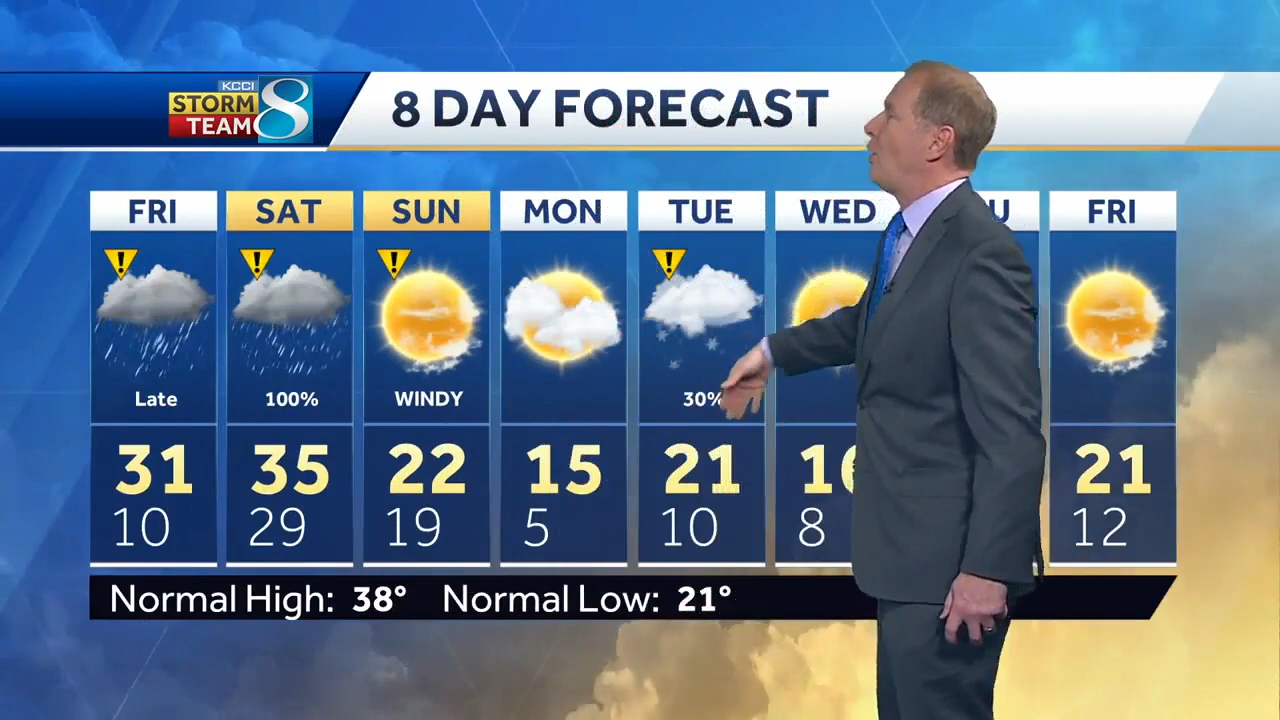 KCCI
STORM
TEAM
8
8 DAY FORECAST
FRI SAT SUN MON TUE WED U FRI
! ! ! !
Late 100% WINDY 30%
31 35 22 15 21 16 21
10 29 19 5 10 8 12
Normal High: 38° Normal Low: 21°